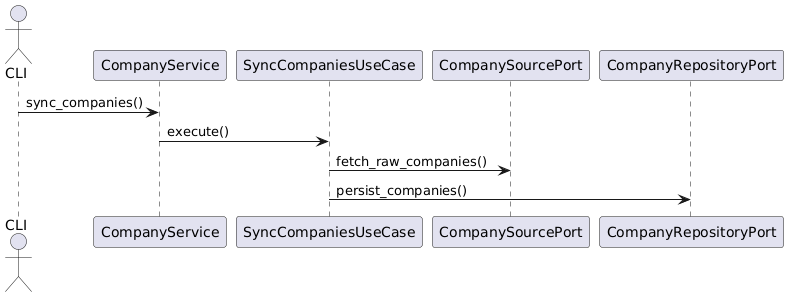 CLI
CompanyService
SyncCompaniesUseCase
CompanySourcePort
CompanyRepositoryPort
sync_companies()
execute()
fetch_raw_companies()
persist_companies()
CLI
CompanyService
SyncCompaniesUseCase
CompanySourcePort
CompanyRepositoryPort